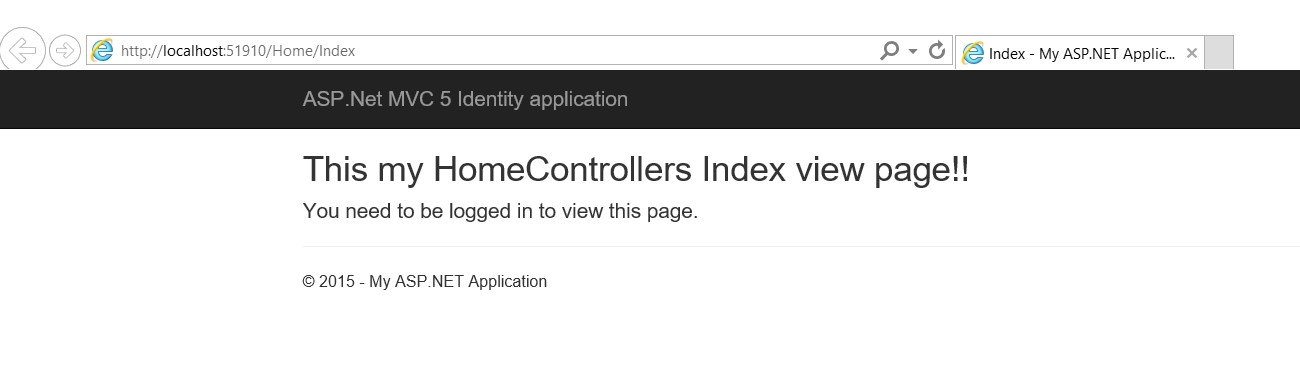 http://localhost:51910/Home/Index
Index - My ASP.NET Applic...
ASP.Net MVC 5 Identity application
This my HomeControllers Index view page!!
You need to be logged in to view this page.
© 2015 - My ASP.NET Application